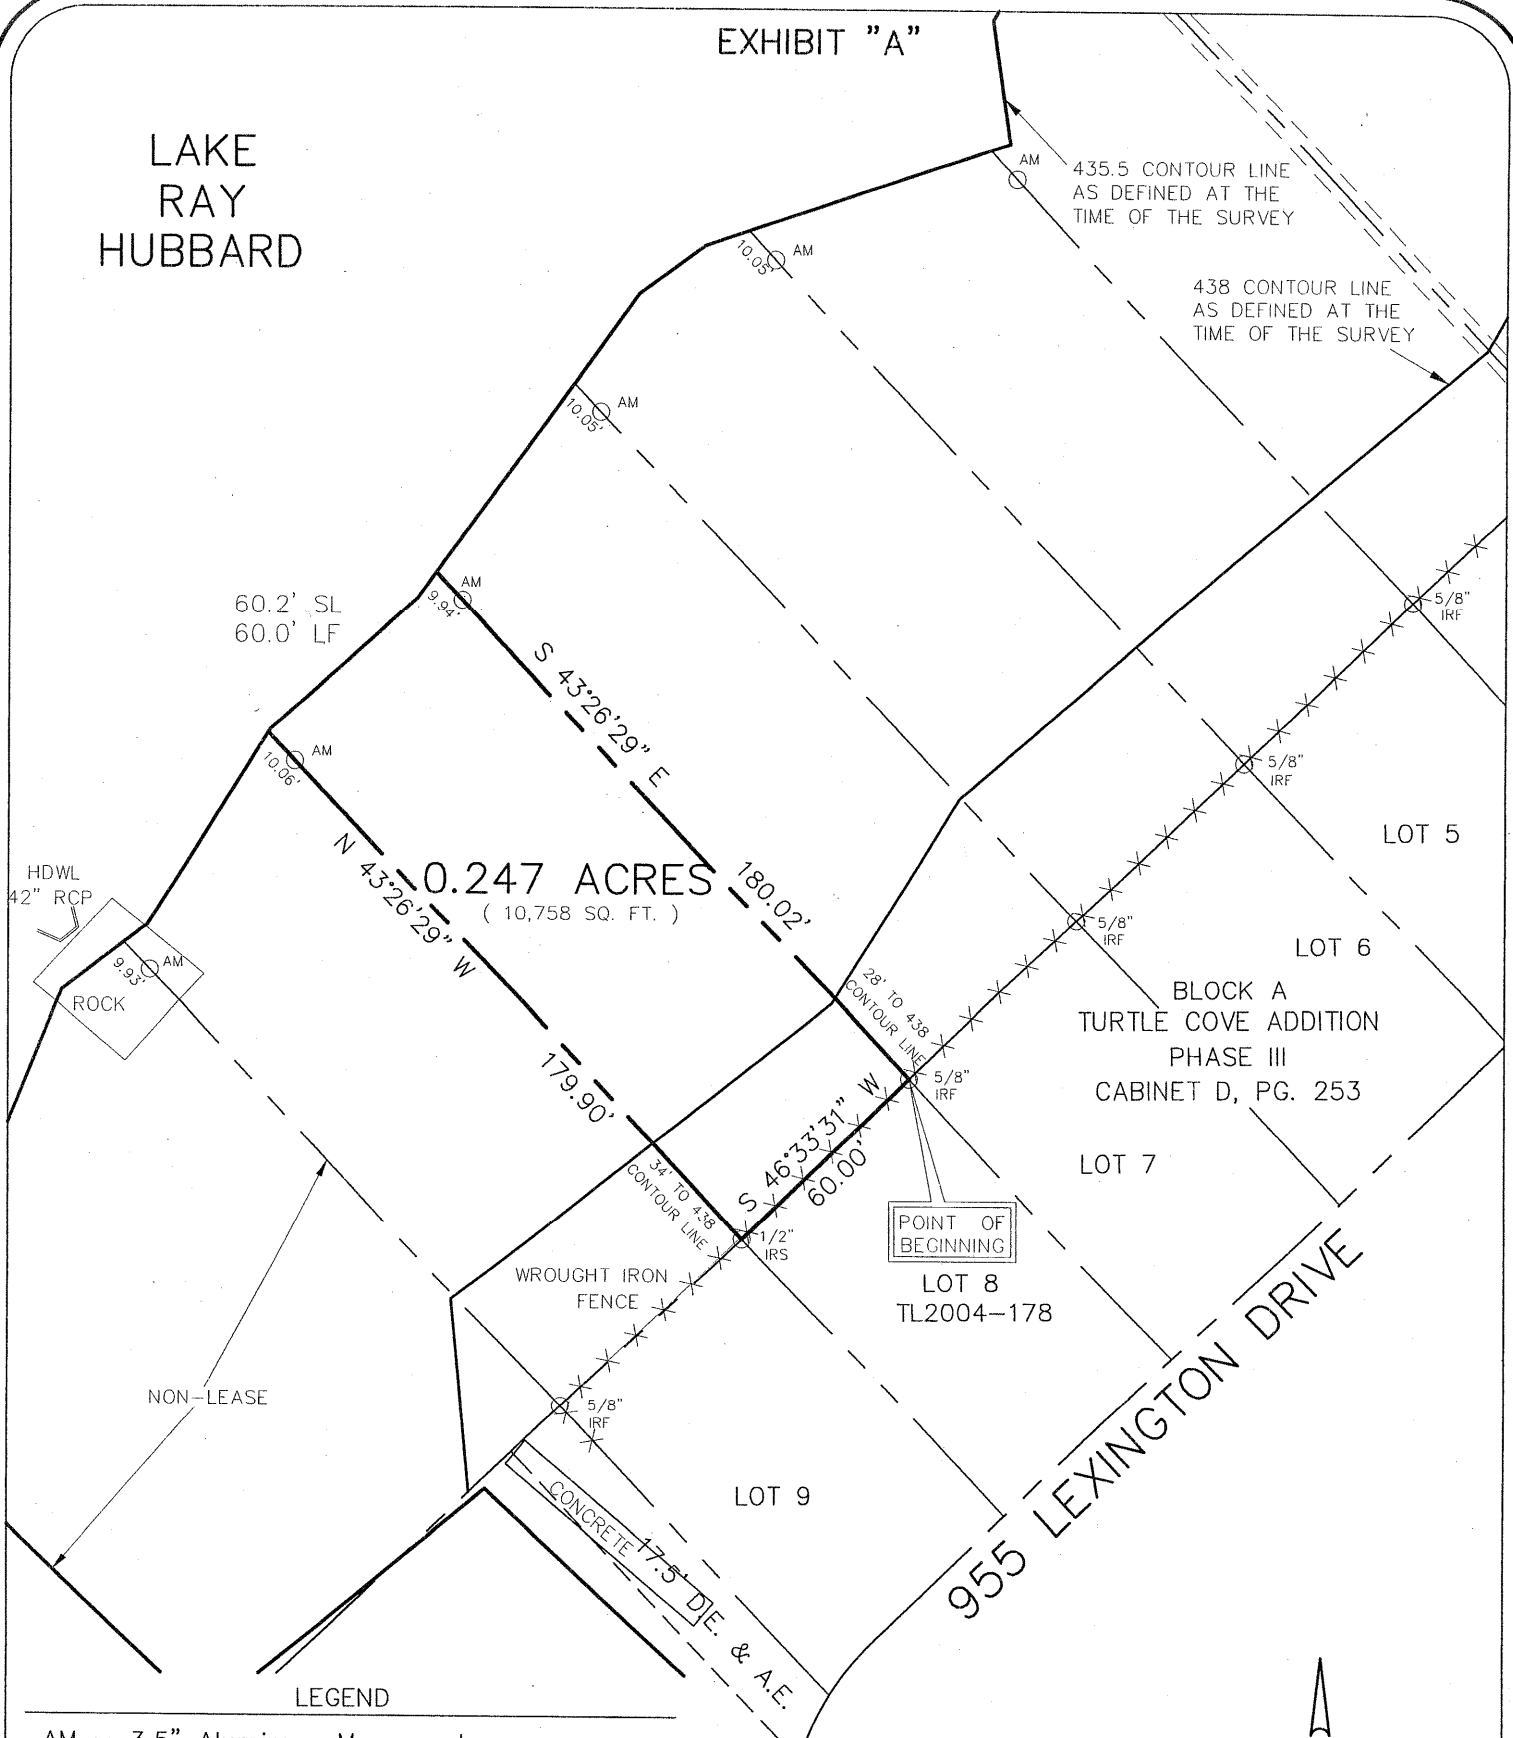 EXHIBIT "A"
LAKE
RAY
HUBBARD
AM
435.5 CONTOUR LINE
AS DEFINED AT THE
TIME OF THE SURVEY
10.05'
AM
438 CONTOUR LINE
AS DEFINED AT THE
TIME OF THE SURVEY
10.05'
AM
60.2' SL
60.0' LF
9.94'
AM
5/8"
IRF
S 43°26'29" E
180.02'
10.06'
AM
5/8"
IRF
LOT 5
N 43°26'29" W
179.90'
0.247 ACRES
( 10,758 SQ. FT. )
HDWL
42" RCP
9.93'
AM
ROCK
5/8"
IRF
LOT 6
28' TO 438
CONTOUR LINE
BLOCK A
TURTLE COVE ADDITION
PHASE III
CABINET D, PG. 253
5/8"
IRF
S 46°33'31" W
60.00'
LOT 7
34' TO 438
CONTOUR LINE
1/2"
IRS
POINT OF
BEGINNING
LOT 8
TL2004-178
WROUGHT IRON
FENCE
NON-LEASE
5/8"
IRF
LOT 9
955 LEXINGTON DRIVE
CONCRETE
17.5' D.E. & A.E.
LEGEND
AM 3.5"